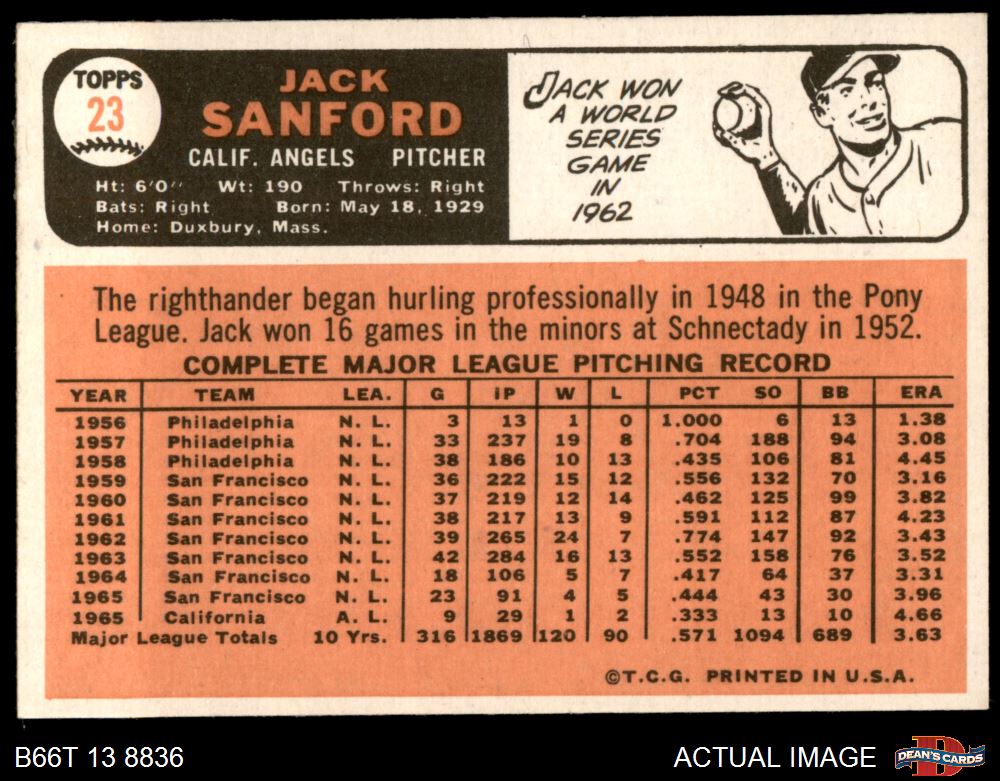 TOPPS
23
JACK
SANFORD
CALIF. ANGELS PITCHER
Ht: 6'0" Wt: 190 Throws: Right
Bats: Right Born: May 18, 1929
Home: Duxbury, Mass.
JACK WON
A WORLD
SERIES
GAME
IN
1962
The righthander began hurling professionally in 1948 in the Pony
League. Jack won 16 games in the minors at Schnectady in 1952.
COMPLETE MAJOR LEAGUE PITCHING RECORD
YEAR TEAM LEA. G IP W L PCT SO BB ERA
1956 Philadelphia N. L. 3 13 1 0 1.000 6 13 1.38
1957 Philadelphia N. L. 33 237 19 8 .704 188 94 3.08
1958 Philadelphia N. L. 38 186 10 13 .435 106 81 4.45
1959 San Francisco N. L. 36 222 15 12 .556 132 70 3.16
1960 San Francisco N. L. 37 219 12 14 .462 125 99 3.82
1961 San Francisco N. L. 38 217 13 9 .591 112 87 4.23
1962 San Francisco N. L. 39 265 24 7 .774 147 92 3.43
1963 San Francisco N. L. 42 284 16 13 .552 158 76 3.52
1964 San Francisco N. L. 18 106 5 7 .417 64 37 3.31
1965 San Francisco N. L. 23 91 4 5 .444 43 30 3.96
1965 California A. L. 9 29 1 2 .333 13 10 4.66
Major League Totals 10 Yrs. 316 1869 120 90 .571 1094 689 3.63
©T.C.G. PRINTED IN U.S.A.
B66T 13 8836
ACTUAL IMAGE
D
DEAN'S CARDS